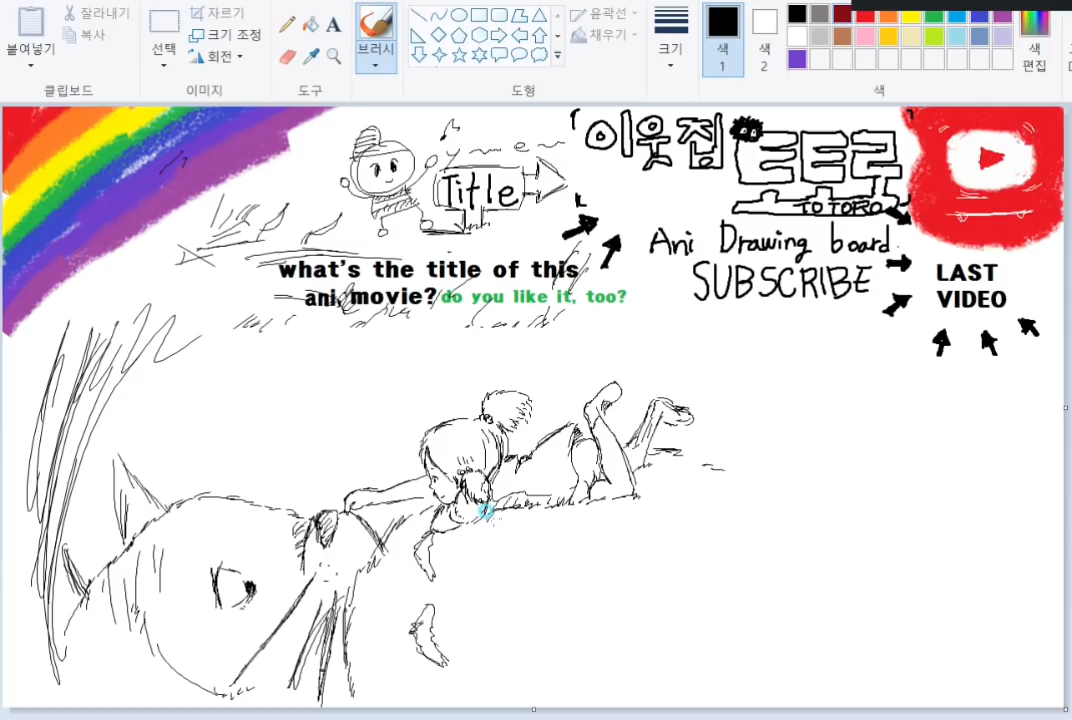 붙여넣기
잘라내기
복사
클립보드
선택
자르기
크기 조정
회전
이미지
A
도구
브러시
윤곽선
채우기
도형
크기
색
1
색
2
색
편집
색
Title
「이웃집 토토로」
TOTORO
Ani Drawing board.
SUBSCRIBE
what's the title of this
ani, movie? do you like it, too?
LAST
VIDEO